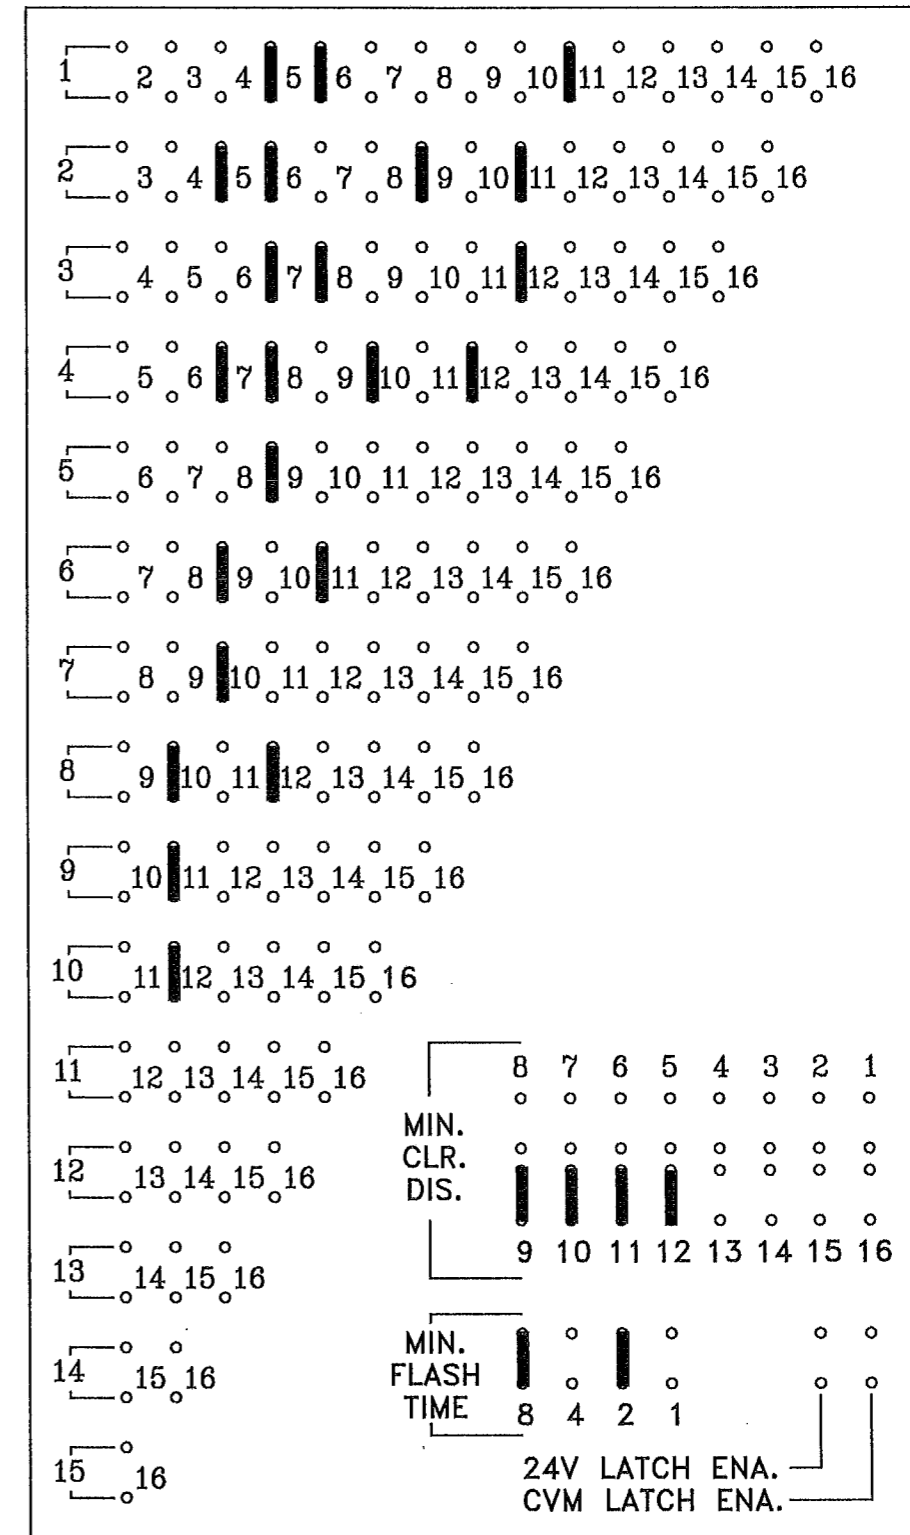 1 2 3 4 5 6 7 8 9 10 11 12 13 14 15 16
2 3 4 5 6 7 8 9 10 11 12 13 14 15 16
3 4 5 6 7 8 9 10 11 12 13 14 15 16
4 5 6 7 8 9 10 11 12 13 14 15 16
5 6 7 8 9 10 11 12 13 14 15 16
6 7 8 9 10 11 12 13 14 15 16
7 8 9 10 11 12 13 14 15 16
8 9 10 11 12 13 14 15 16
9 10 11 12 13 14 15 16
10 11 12 13 14 15 16
11 12 13 14 15 16
12 13 14 15 16
13 14 15 16
14 15 16
15 16
8 7 6 5 4 3 2 1
MIN.
CLR.
DIS.
9 10 11 12 13 14 15 16
MIN.
FLASH
TIME
8 4 2 1
24V LATCH ENA.
CVM LATCH ENA.